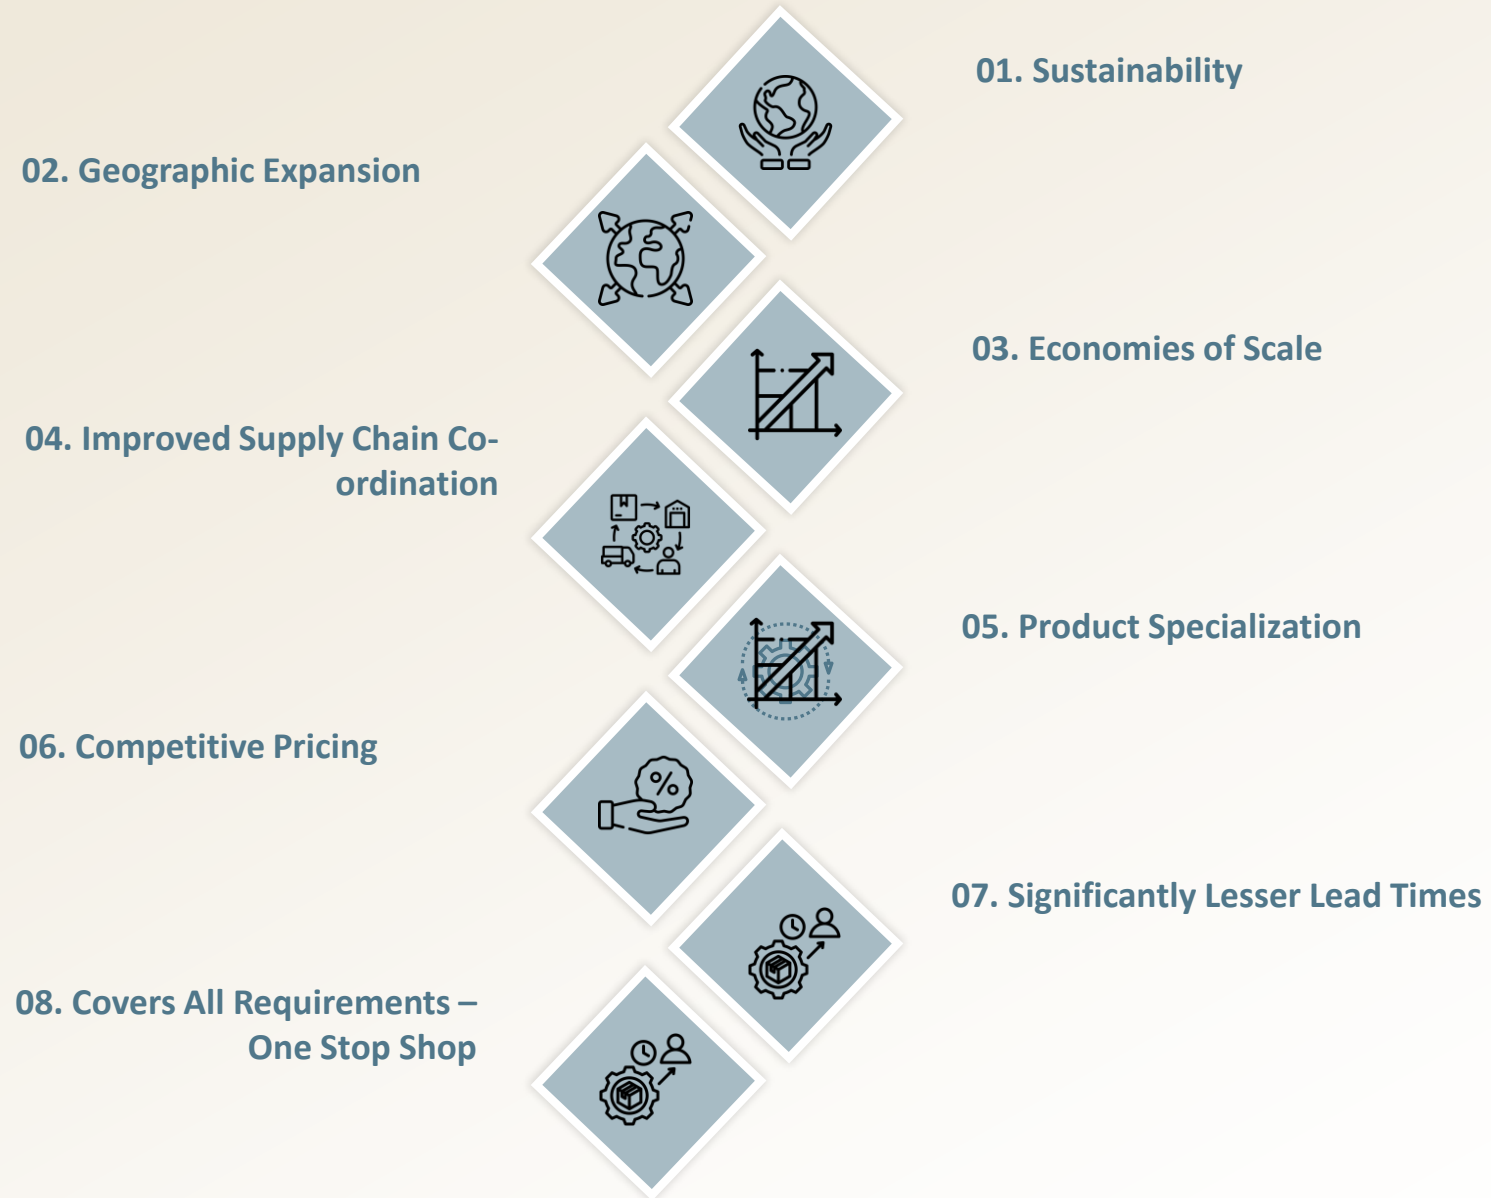 01. Sustainability
02. Geographic Expansion
03. Economies of Scale
04. Improved Supply Chain Co-
ordination
05. Product Specialization
06. Competitive Pricing
%
07. Significantly Lesser Lead Times
08. Covers All Requirements –
One Stop Shop